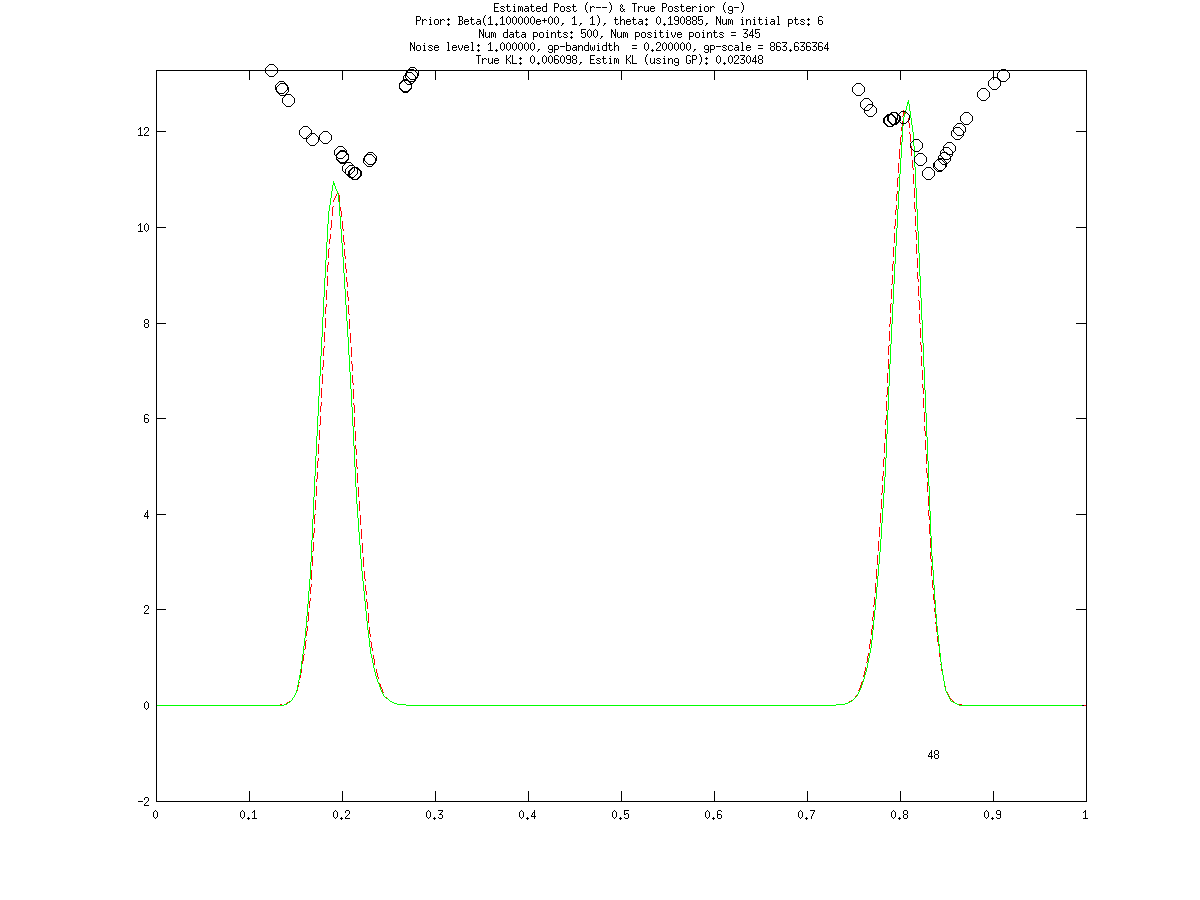 Estimated Post (r--) & True Posterior (g-)
Prior: Beta(1.100000e+00, 1, 1), theta: 0.190885, Num initial pts: 6
Num data points: 500, Num positive points = 345
Noise level: 1.000000, gp-bandwidth  = 0.200000, gp-scale = 863.636364
True KL: 0.006098, Estim KL (using GP): 0.023048
12
10
8
6
4
2
0
48
-2
0 0.1 0.2 0.3 0.4 0.5 0.6 0.7 0.8 0.9 1